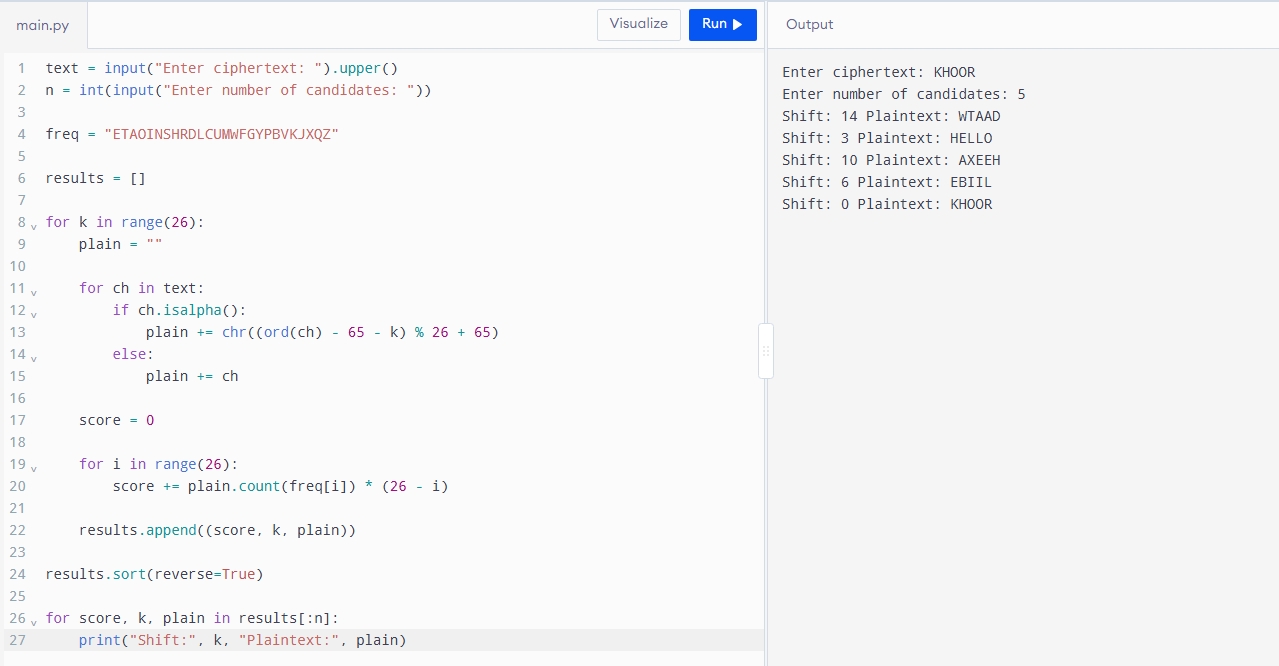 main.py
Visualize
Run
Output
1 text = input("Enter ciphertext: ").upper()
2 n = int(input("Enter number of candidates: "))
3
4 freq = "ETAOINSHRDLCUMWFGYPBVKJXQZ"
5
6 results = []
7
8 for k in range(26):
9     plain = ""
10
11     for ch in text:
12         if ch.isalpha():
13             plain += chr((ord(ch) - 65 - k) % 26 + 65)
14         else:
15             plain += ch
16
17     score = 0
18
19     for i in range(26):
20         score += plain.count(freq[i]) * (26 - i)
21
22     results.append((score, k, plain))
23
24 results.sort(reverse=True)
25
26 for score, k, plain in results[:n]:
27     print("Shift:", k, "Plaintext:", plain)
Enter ciphertext: KHOOR
Enter number of candidates: 5
Shift: 14 Plaintext: WTAAD
Shift: 3 Plaintext: HELLO
Shift: 10 Plaintext: AXEEH
Shift: 6 Plaintext: EBIIL
Shift: 0 Plaintext: KHOOR